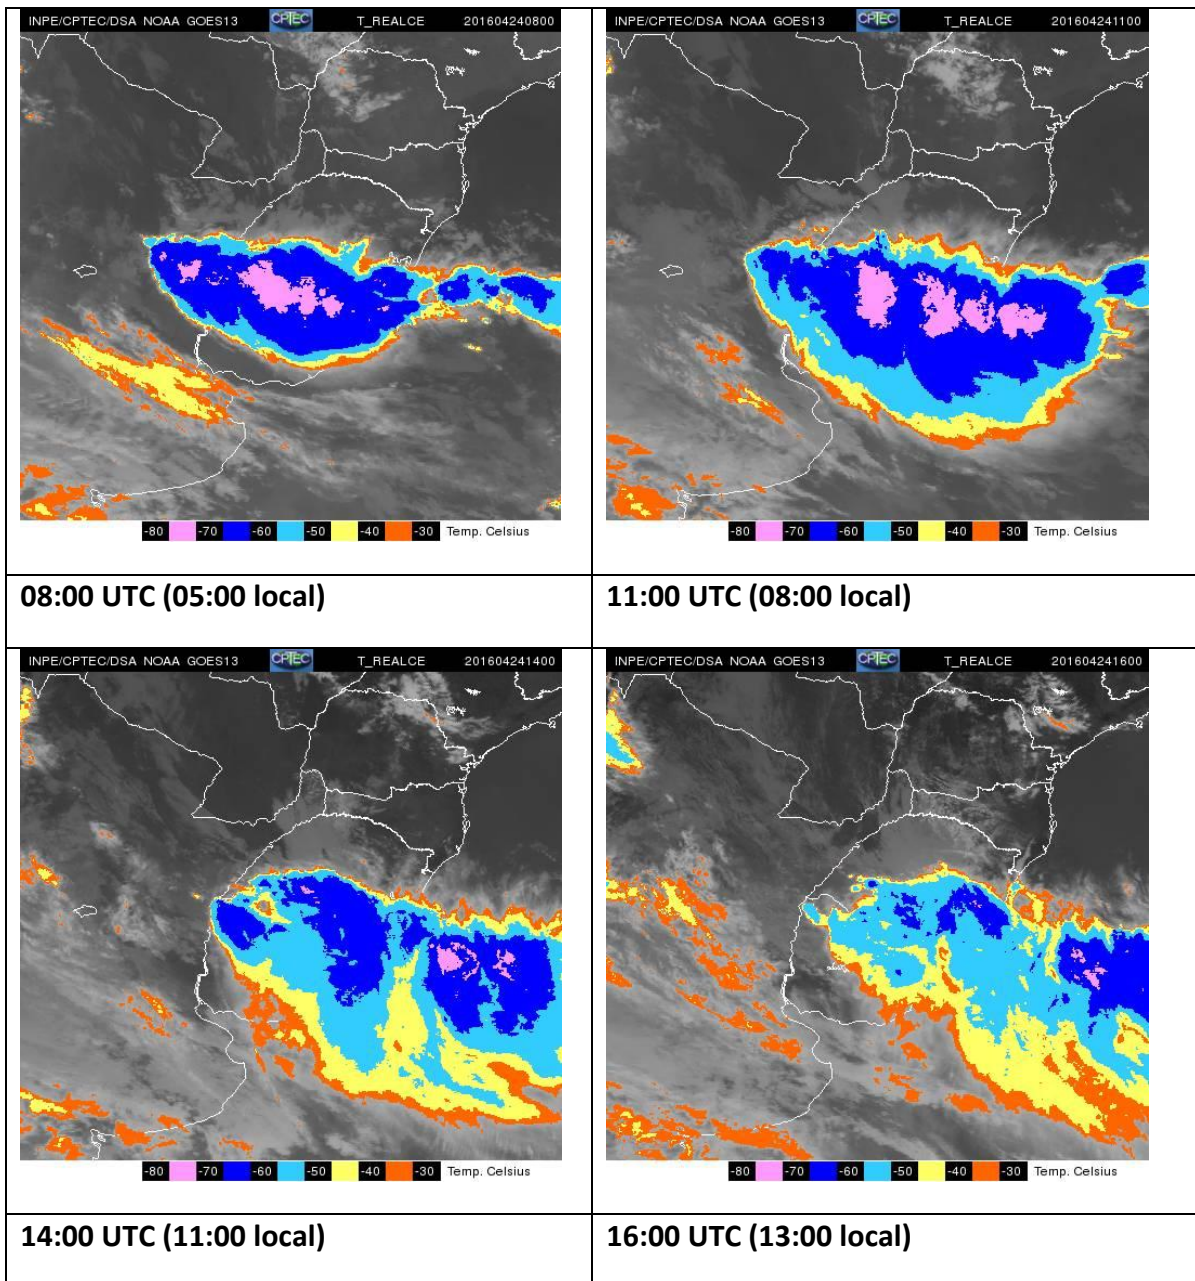 INPE/CPTEC/DSA NOAA GOES13 CPTEC T_REALCE 201604240800
-80 -70 -60 -50 -40 -30 Temp. Celsius
08:00 UTC (05:00 local)
INPE/CPTEC/DSA NOAA GOES13 CPTEC T_REALCE 201604241100
-80 -70 -60 -50 -40 -30 Temp. Celsius
11:00 UTC (08:00 local)
INPE/CPTEC/DSA NOAA GOES13 CPTEC T_REALCE 201604241400
-80 -70 -60 -50 -40 -30 Temp. Celsius
14:00 UTC (11:00 local)
INPE/CPTEC/DSA NOAA GOES13 CPTEC T_REALCE 201604241600
-80 -70 -60 -50 -40 -30 Temp. Celsius
16:00 UTC (13:00 local)